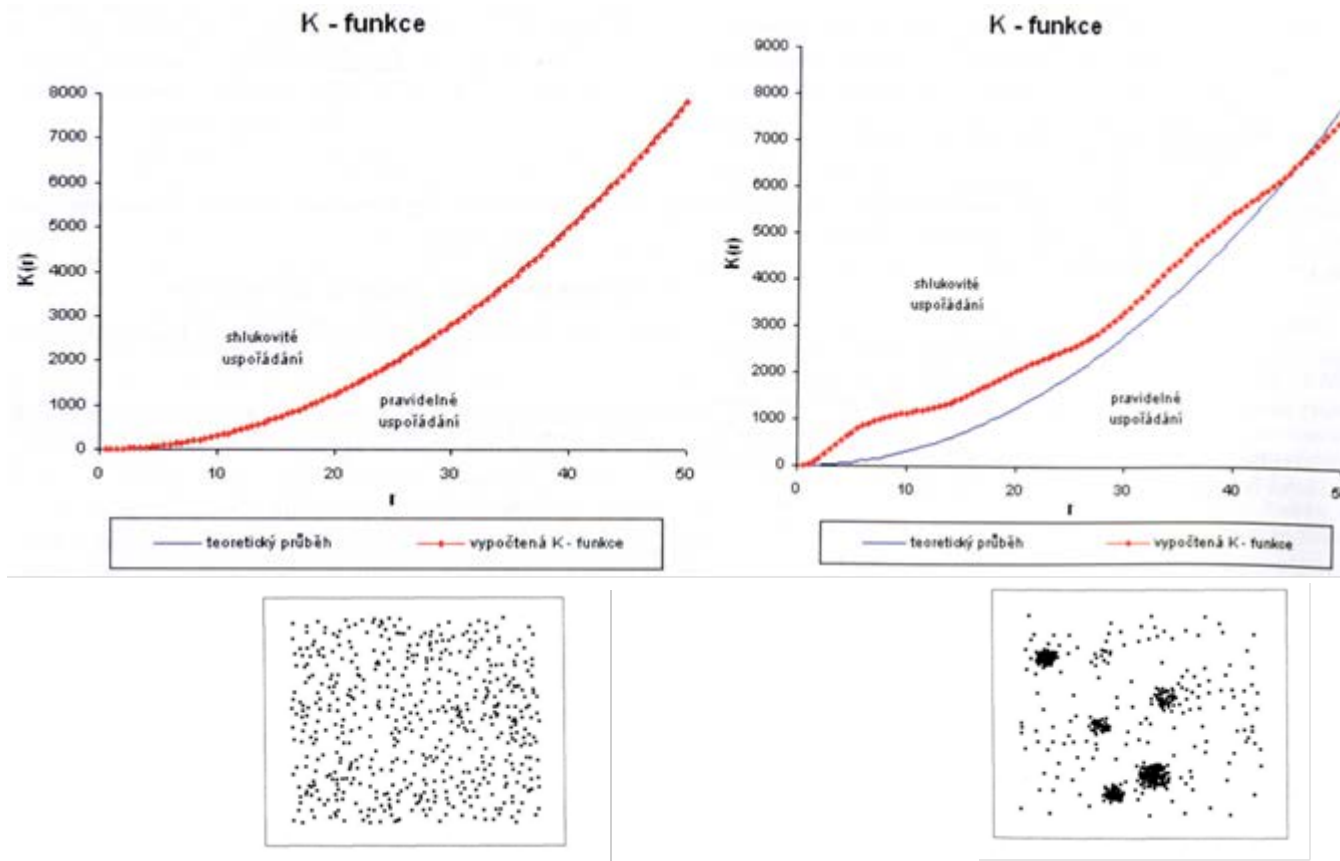 K - funkce
8000
7000
6000
5000
4000
3000
2000
1000
0
K(r)
shlukovité
uspořádání
pravidelné
uspořádání
0
10
20
30
40
50
r
teoretický průběh
vypočtená K - funkce
K - funkce
9000
8000
7000
6000
5000
4000
3000
2000
1000
0
K(r)
shlukovité
uspořádání
pravidelné
uspořádání
0
10
20
30
40
50
r
teoretický průběh
vypočtená K - funkce